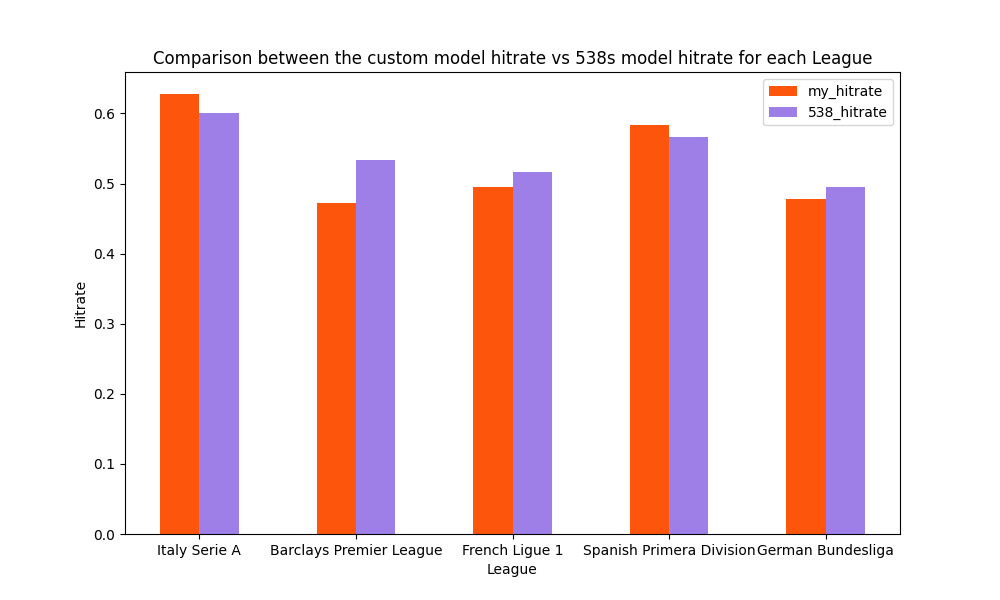 Comparison between the custom model hitrate vs 538s model hitrate for each League
my_hitrate
538_hitrate
0.6
0.5
0.4
0.3
0.2
0.1
0.0
Hitrate
Italy Serie A
Barclays Premier League
French Ligue 1
Spanish Primera Division
German Bundesliga
League